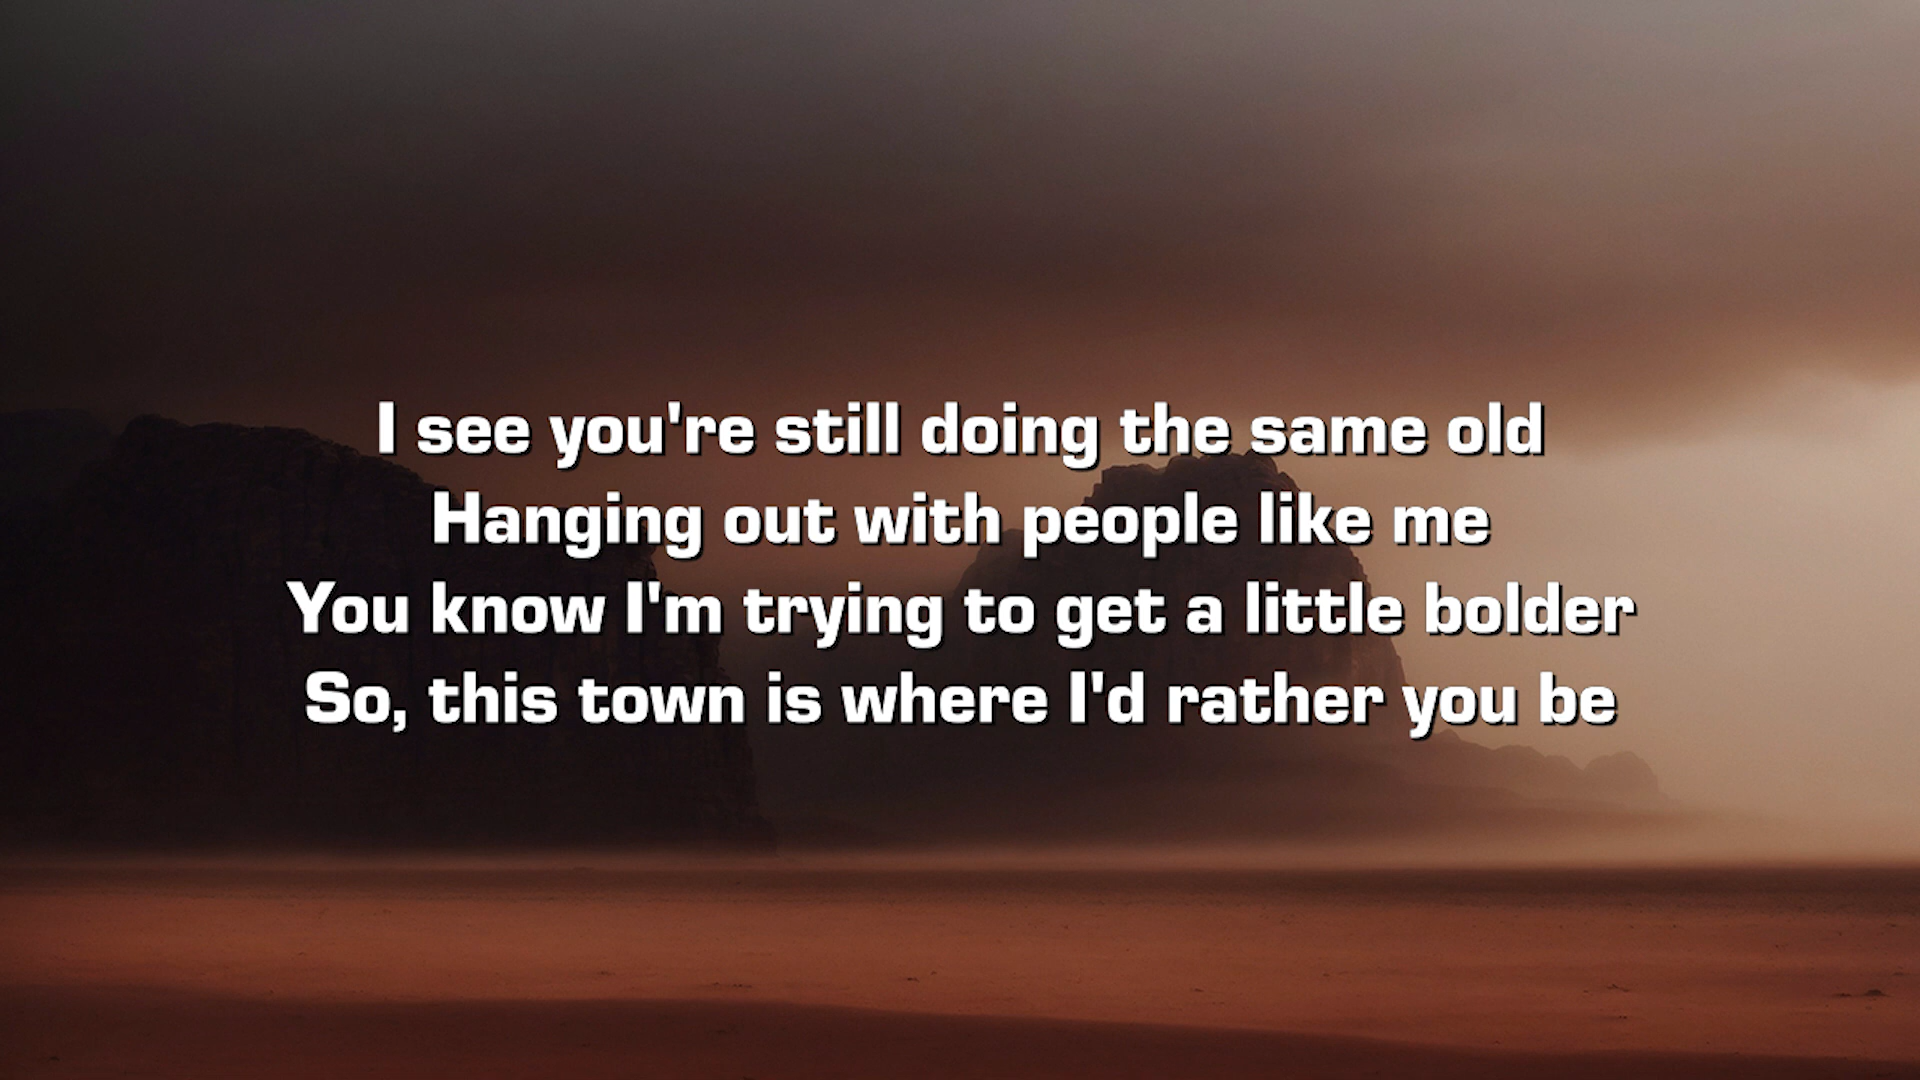 I see you're still doing the same old
Hanging out with people like me
You know I'm trying to get a little bolder
So, this town is where I'd rather you be